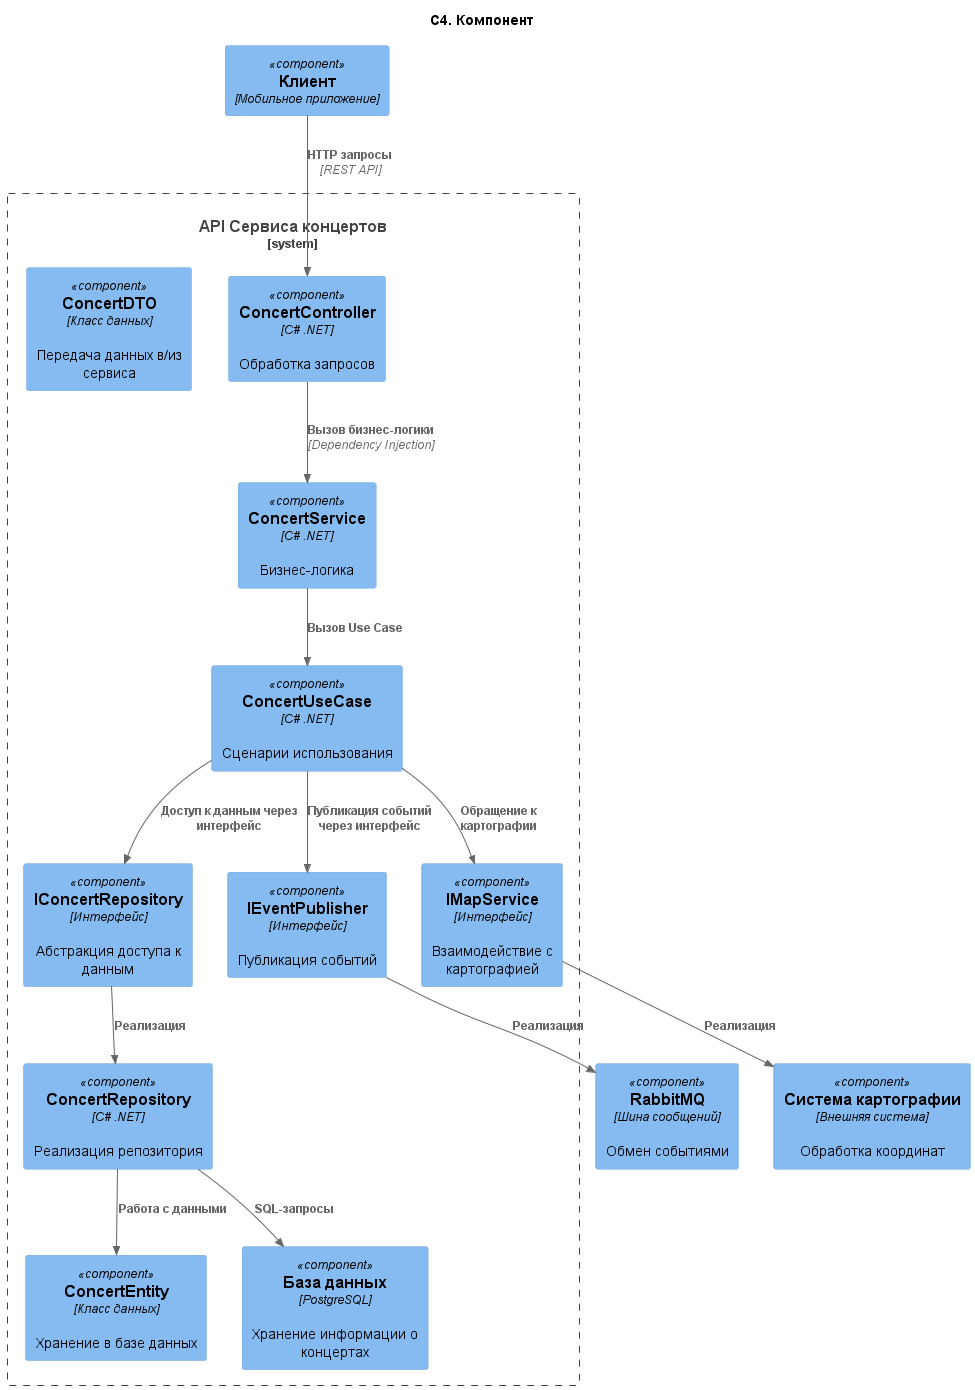 C4. Компонент
«component»
Клиент
[Мобильное приложение]
HTTP запросы
[REST API]
API Сервиса концертов
[system]
«component»
ConcertDTO
[Класс данных]
Передача данных в/из
сервиса
«component»
ConcertController
[C# .NET]
Обработка запросов
Вызов бизнес-логики
[Dependency Injection]
«component»
ConcertService
[C# .NET]
Бизнес-логика
Вызов Use Case
«component»
ConcertUseCase
[C# .NET]
Сценарии использования
Доступ к данным через
интерфейс
Публикация событий
через интерфейс
Обращение к
картографии
«component»
IConcertRepository
[Интерфейс]
Абстракция доступа к
данным
«component»
IEventPublisher
[Интерфейс]
Публикация событий
«component»
IMapService
[Интерфейс]
Взаимодействие с
картографией
Реализация
Реализация
Реализация
«component»
ConcertRepository
[C# .NET]
Реализация репозитория
«component»
RabbitMQ
[Шина сообщений]
Обмен событиями
«component»
Система картографии
[Внешняя система]
Обработка координат
Работа с данными
SQL-запросы
«component»
ConcertEntity
[Класс данных]
Хранение в базе данных
«component»
База данных
[PostgreSQL]
Хранение информации о
концертах